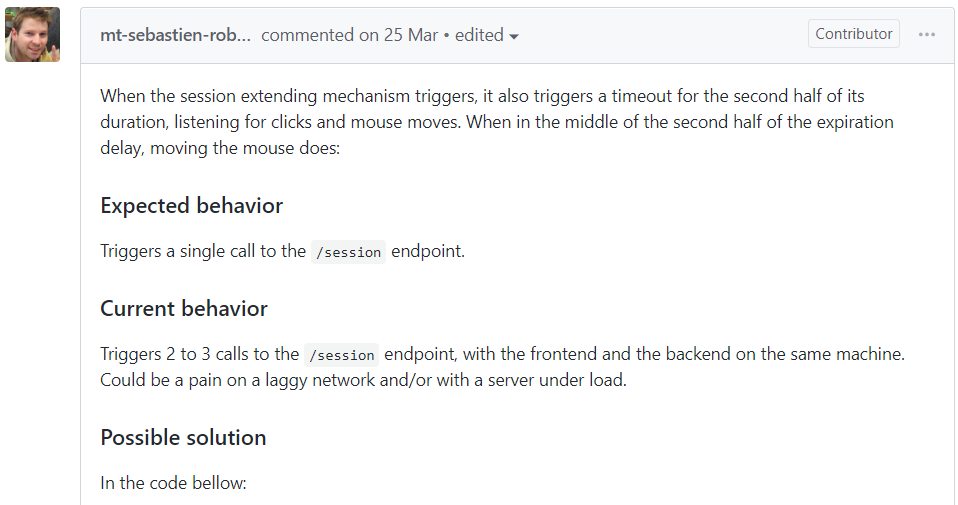 mt-sebastien-rob... commented on 25 Mar • edited
Contributor
When the session extending mechanism triggers, it also triggers a timeout for the second half of its
duration, listening for clicks and mouse moves. When in the middle of the second half of the expiration
delay, moving the mouse does:
Expected behavior
Triggers a single call to the /session endpoint.
Current behavior
Triggers 2 to 3 calls to the /session endpoint, with the frontend and the backend on the same machine.
Could be a pain on a laggy network and/or with a server under load.
Possible solution
In the code bellow: